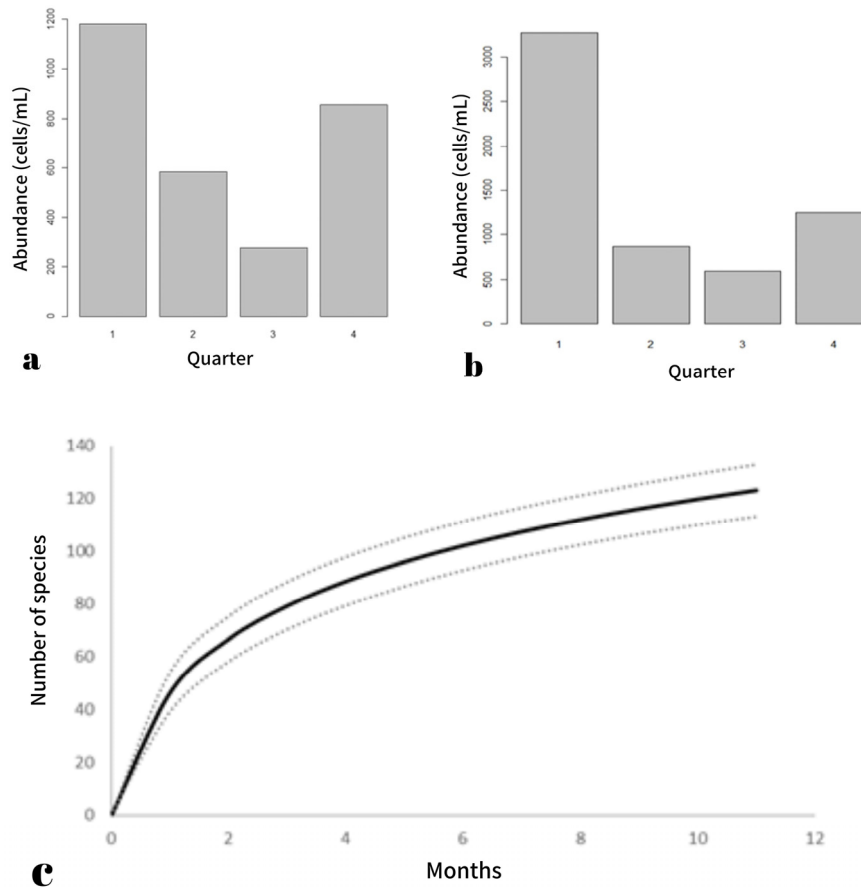 1200
1000
800
600
400
200
0
Abundance (cells/mL)
1 2 3 4
Quarter
a
3000
2500
2000
1500
1000
500
0
Abundance (cells/mL)
1 2 3 4
Quarter
b
140
120
100
80
60
40
20
0
Number of species
0 2 4 6 8 10 12
Months
c